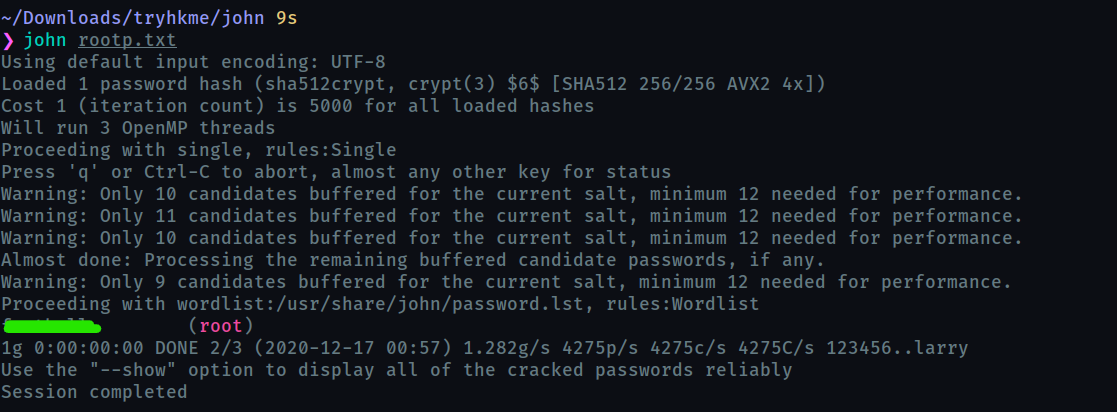 ~/Downloads/tryhkme/john 9s
❯ john rootp.txt
Using default input encoding: UTF-8
Loaded 1 password hash (sha512crypt, crypt(3) $6$ [SHA512 256/256 AVX2 4x])
Cost 1 (iteration count) is 5000 for all loaded hashes
Will run 3 OpenMP threads
Proceeding with single, rules:Single
Press 'q' or Ctrl-C to abort, almost any other key for status
Warning: Only 10 candidates buffered for the current salt, minimum 12 needed for performance.
Warning: Only 11 candidates buffered for the current salt, minimum 12 needed for performance.
Warning: Only 10 candidates buffered for the current salt, minimum 12 needed for performance.
Almost done: Processing the remaining buffered candidate passwords, if any.
Warning: Only 9 candidates buffered for the current salt, minimum 12 needed for performance.
Proceeding with wordlist:/usr/share/john/password.lst, rules:Wordlist
(root)
1g 0:00:00:00 DONE 2/3 (2020-12-17 00:57) 1.282g/s 4275p/s 4275c/s 4275C/s 123456..larry
Use the "--show" option to display all of the cracked passwords reliably
Session completed